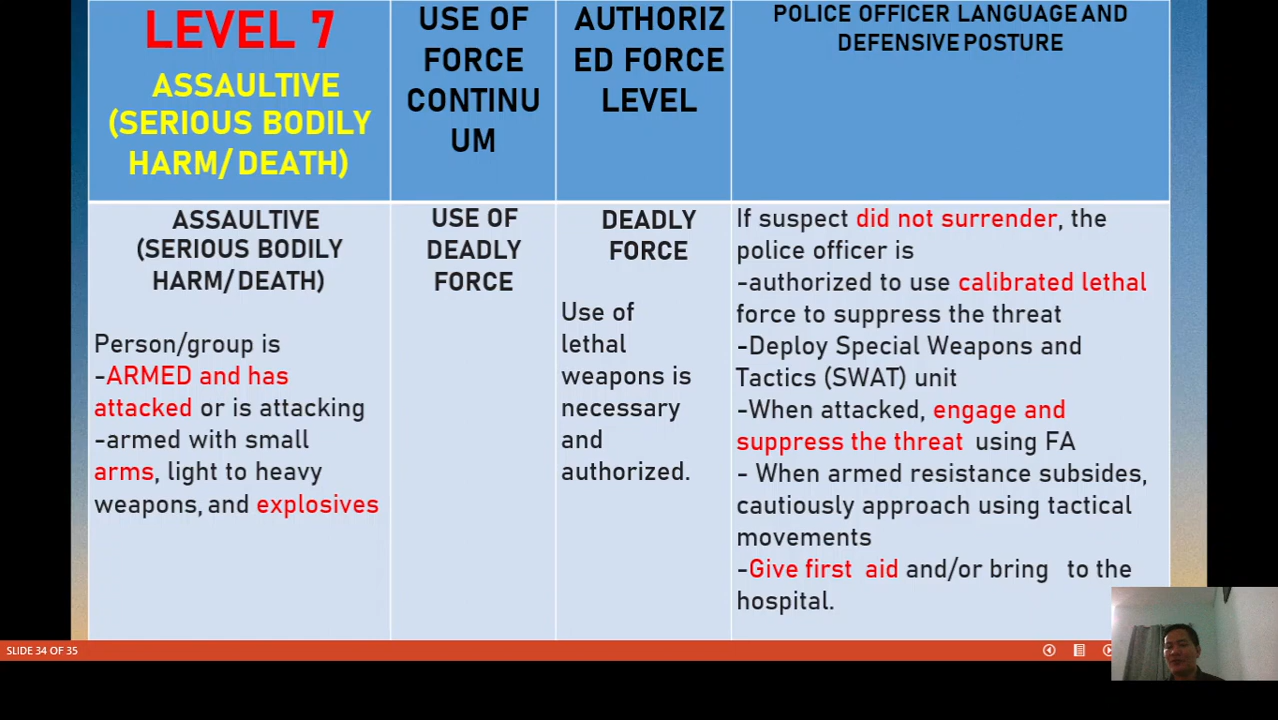 LEVEL 7
ASSAULTIVE
(SERIOUS BODILY
HARM/ DEATH)
USE OF
FORCE
CONTINU
UM
AUTHORIZ
ED FORCE
LEVEL
POLICE OFFICER LANGUAGE AND
DEFENSIVE POSTURE
ASSAULTIVE
(SERIOUS BODILY
HARM/ DEATH)
Person/group is
-ARMED and has
attacked or is attacking
-armed with small
arms, light to heavy
weapons, and explosives
USE OF
DEADLY
FORCE
DEADLY
FORCE
Use of
lethal
weapons is
necessary
and
authorized.
If suspect did not surrender, the
police officer is
-authorized to use calibrated lethal
force to suppress the threat
-Deploy Special Weapons and
Tactics (SWAT) unit
-When attacked, engage and
suppress the threat using FA
- When armed resistance subsides,
cautiously approach using tactical
movements
-Give first aid and/or bring to the
hospital.
SLIDE 34 OF 35